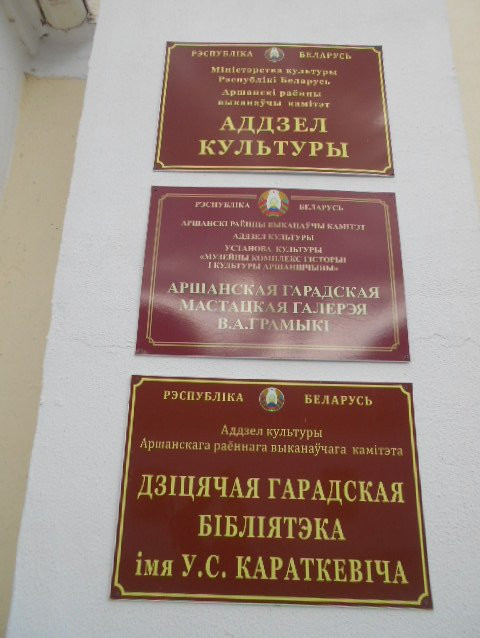 РЭСПУБЛІКА БЕЛАРУСЬ
Міністэрства культуры
Рэспублікі Беларусь
Аршанскі раённы
выканаўчы камітэт
АДДЗЕЛ
КУЛЬТУРЫ
РЭСПУБЛІКА БЕЛАРУСЬ
АРШАНСКІ РАЁННЫ ВЫКАНАЎЧЫ КАМІТЭТ
АДДЗЕЛ КУЛЬТУРЫ
УСТАНОВА КУЛЬТУРЫ
«МУЗЕЙНЫ КОМПЛЕКС ГІСТОРЫІ
І КУЛЬТУРЫ АРШАНШЧЫНЫ»
АРШАНСКАЯ ГАРАДСКАЯ
МАСТАЦКАЯ ГАЛЕРЭЯ
В.А.ГРАМЫКІ
РЭСПУБЛІКА БЕЛАРУСЬ
Аддзел культуры
Аршанскага раённага выканаўчага камітэта
ДЗІЦЯЧАЯ ГАРАДСКАЯ
БІБЛІЯТЭКА
імя У.С. КАРАТКЕВІЧА